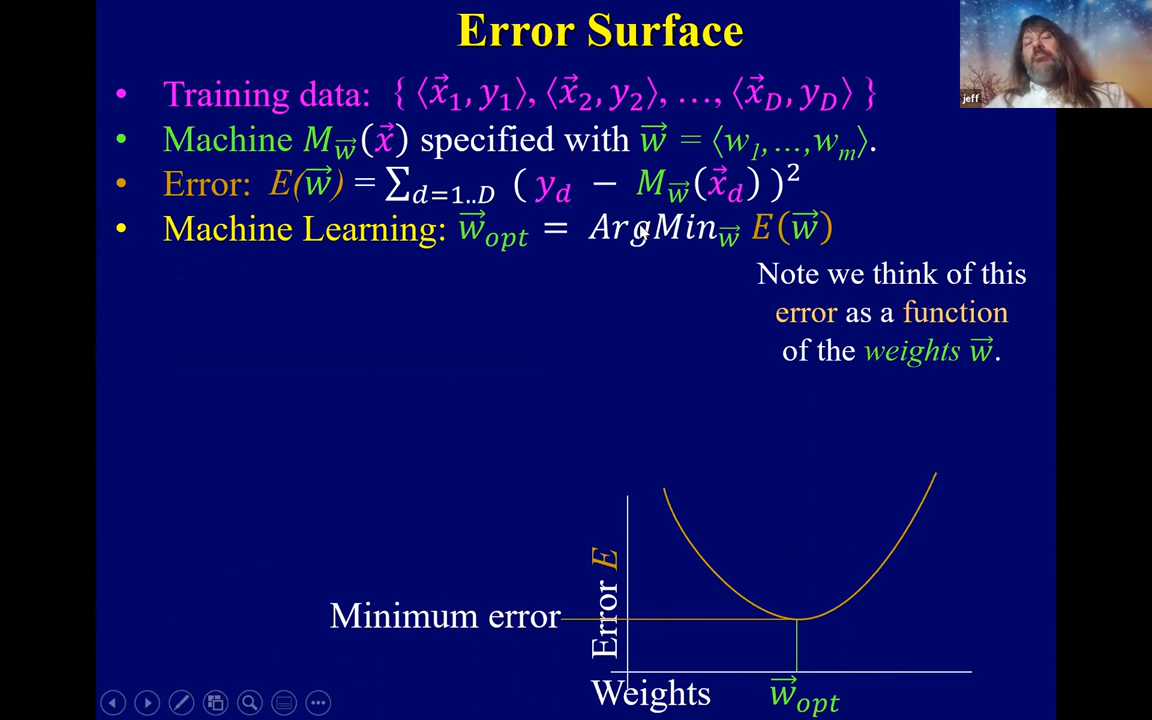 Error Surface
jeff
• Training data: { ⟨x⃗₁, y₁⟩, ⟨x⃗₂, y₂⟩, …, ⟨x⃗_D, y_D⟩ }
• Machine M_w⃗(x⃗) specified with w⃗ = ⟨w_l,…,w_m⟩.
• Error: E(w⃗) = ∑_{d=1..D} ( y_d − M_w⃗(x⃗_d) )²
• Machine Learning: w⃗_opt = ArgMin_w⃗ E(w⃗)
Note we think of this
error as a function
of the weights w⃗.
Error E
Minimum error
Weights
w⃗_opt